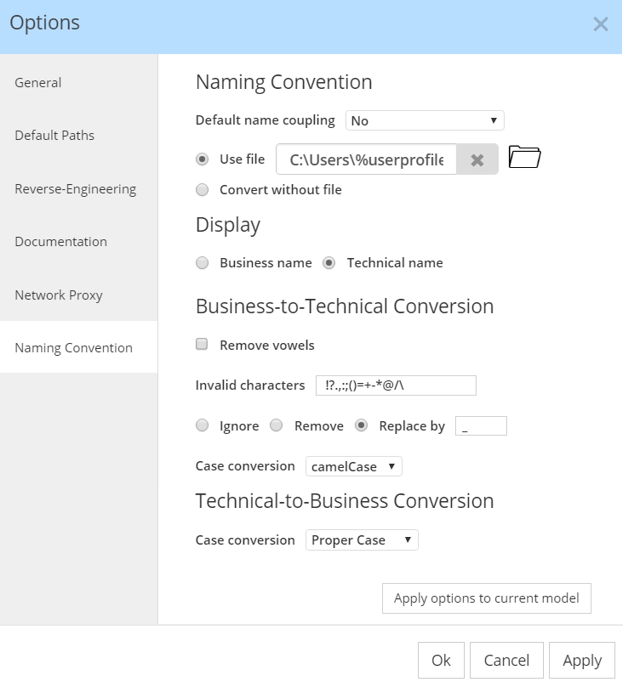 Options
General
Default Paths
Reverse-Engineering
Documentation
Network Proxy
Naming Convention
Naming Convention
Default name coupling No
Use file C:\Users\%userprofile
Convert without file
Display
Business name Technical name
Business-to-Technical Conversion
Remove vowels
Invalid characters !?.,:;()=+-*@/\
Ignore Remove Replace by _
Case conversion camelCase
Technical-to-Business Conversion
Case conversion Proper Case
Apply options to current model
Ok Cancel Apply